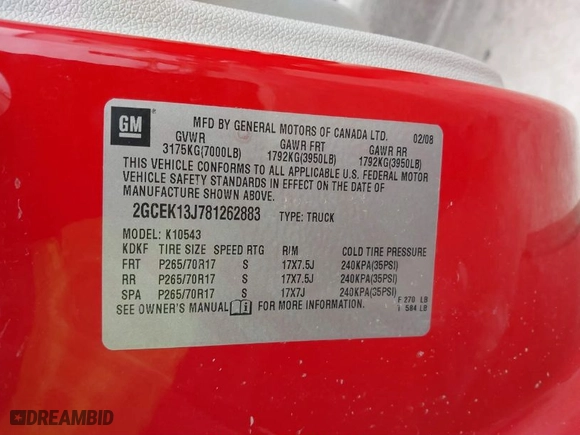 GM
MFD BY GENERAL MOTORS OF CANADA LTD. 02/08
GVWR GAWR FRT GAWR RR
3175KG(7000LB) 1792KG(3950LB) 1792KG(3950LB)
THIS VEHICLE CONFORMS TO ALL APPLICABLE U.S. FEDERAL MOTOR
VEHICLE SAFETY STANDARDS IN EFFECT ON THE DATE OF
MANUFACTURE SHOWN ABOVE.
2GCEK13J781262883 TYPE: TRUCK
MODEL: K10543
KDKF TIRE SIZE SPEED RTG R/M COLD TIRE PRESSURE
FRT P265/70R17 S 17X7.5J 240KPA(35PSI)
RR P265/70R17 S 17X7.5J 240KPA(35PSI)
SPA P265/70R17 S 17X7J 240KPA(35PSI)
F 270 LB
SEE OWNER'S MANUAL FOR MORE INFORMATION. 584 LB
DREAMBID